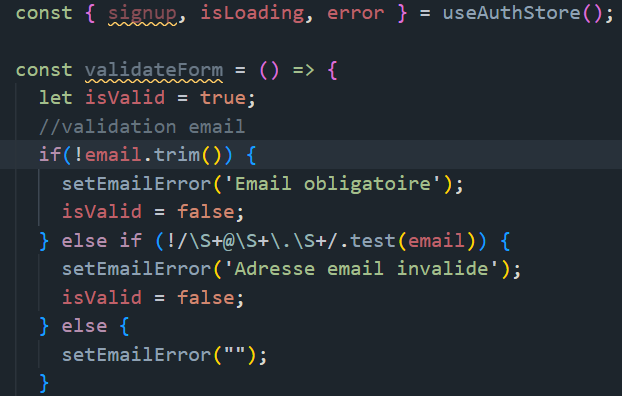 const { signup, isLoading, error } = useAuthStore();
const validateForm = () => {
let isValid = true;
//validation email
if(!email.trim()) {
setEmailError('Email obligatoire');
isValid = false;
} else if (!/\S+@\S+\.\S+/.test(email)) {
setEmailError('Adresse email invalide');
isValid = false;
} else {
setEmailError("");
}